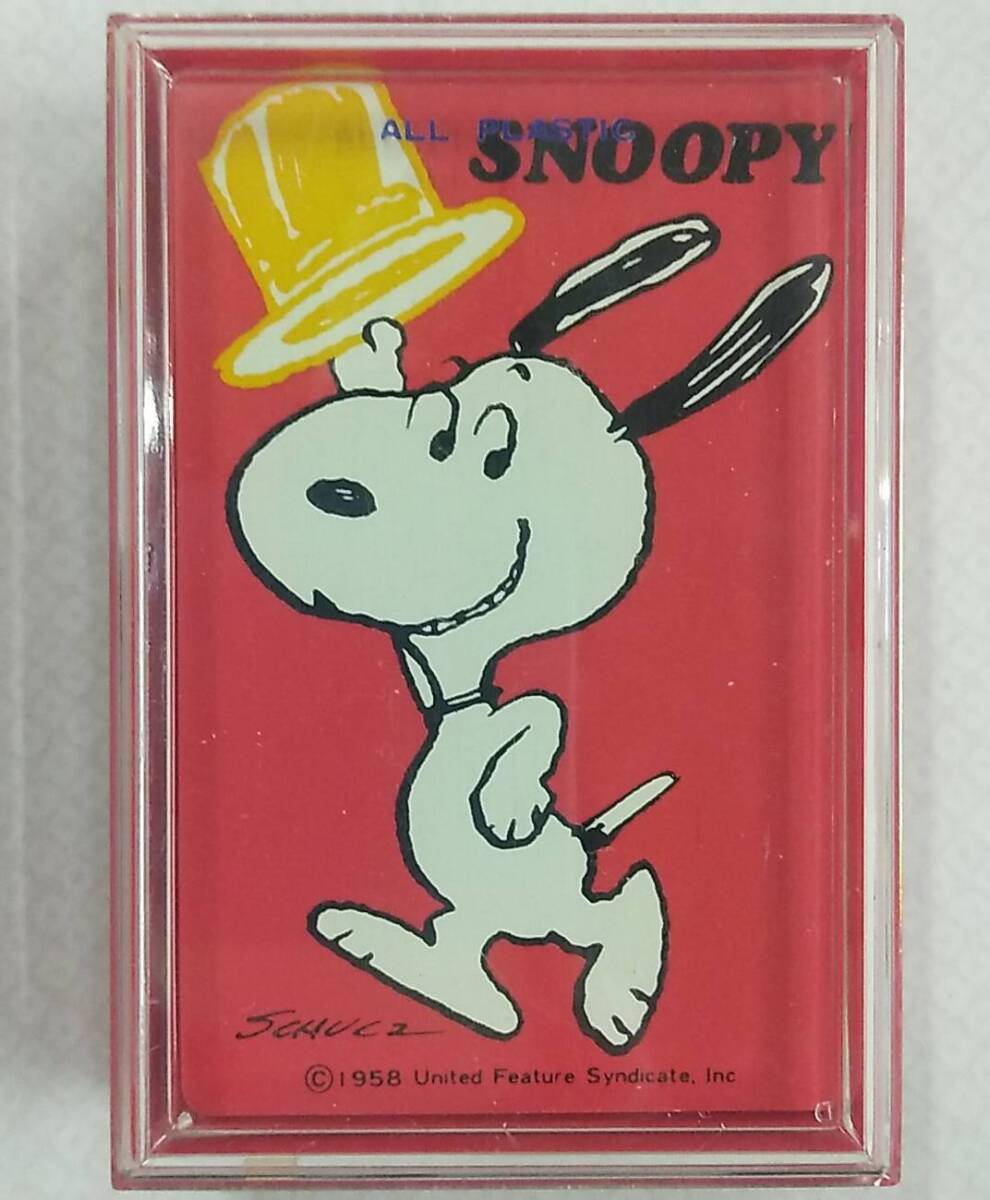 ALL PLASTIC
SNOOPY
SCHULZ
©1958 United Feature Syndicate, Inc